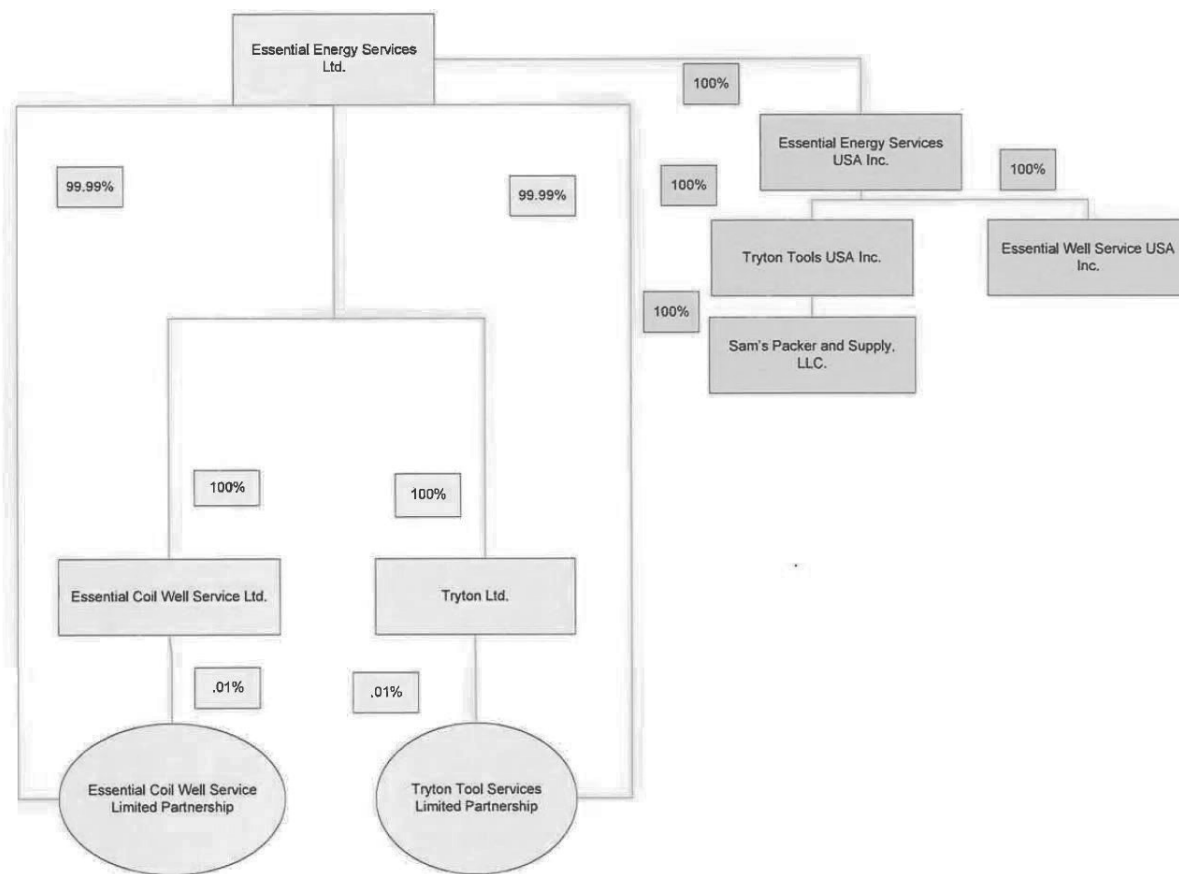 Essential Energy Services
Ltd.
100%
Essential Energy Services
USA Inc.
99.99%
99.99%
100%
100%
Tryton Tools USA Inc.
Essential Well Service USA
Inc.
100%
Sam's Packer and Supply,
LLC.
100%
100%
Essential Coil Well Service Ltd.
Tryton Ltd.
.01%
.01%
Essential Coil Well Service
Limited Partnership
Tryton Tool Services
Limited Partnership